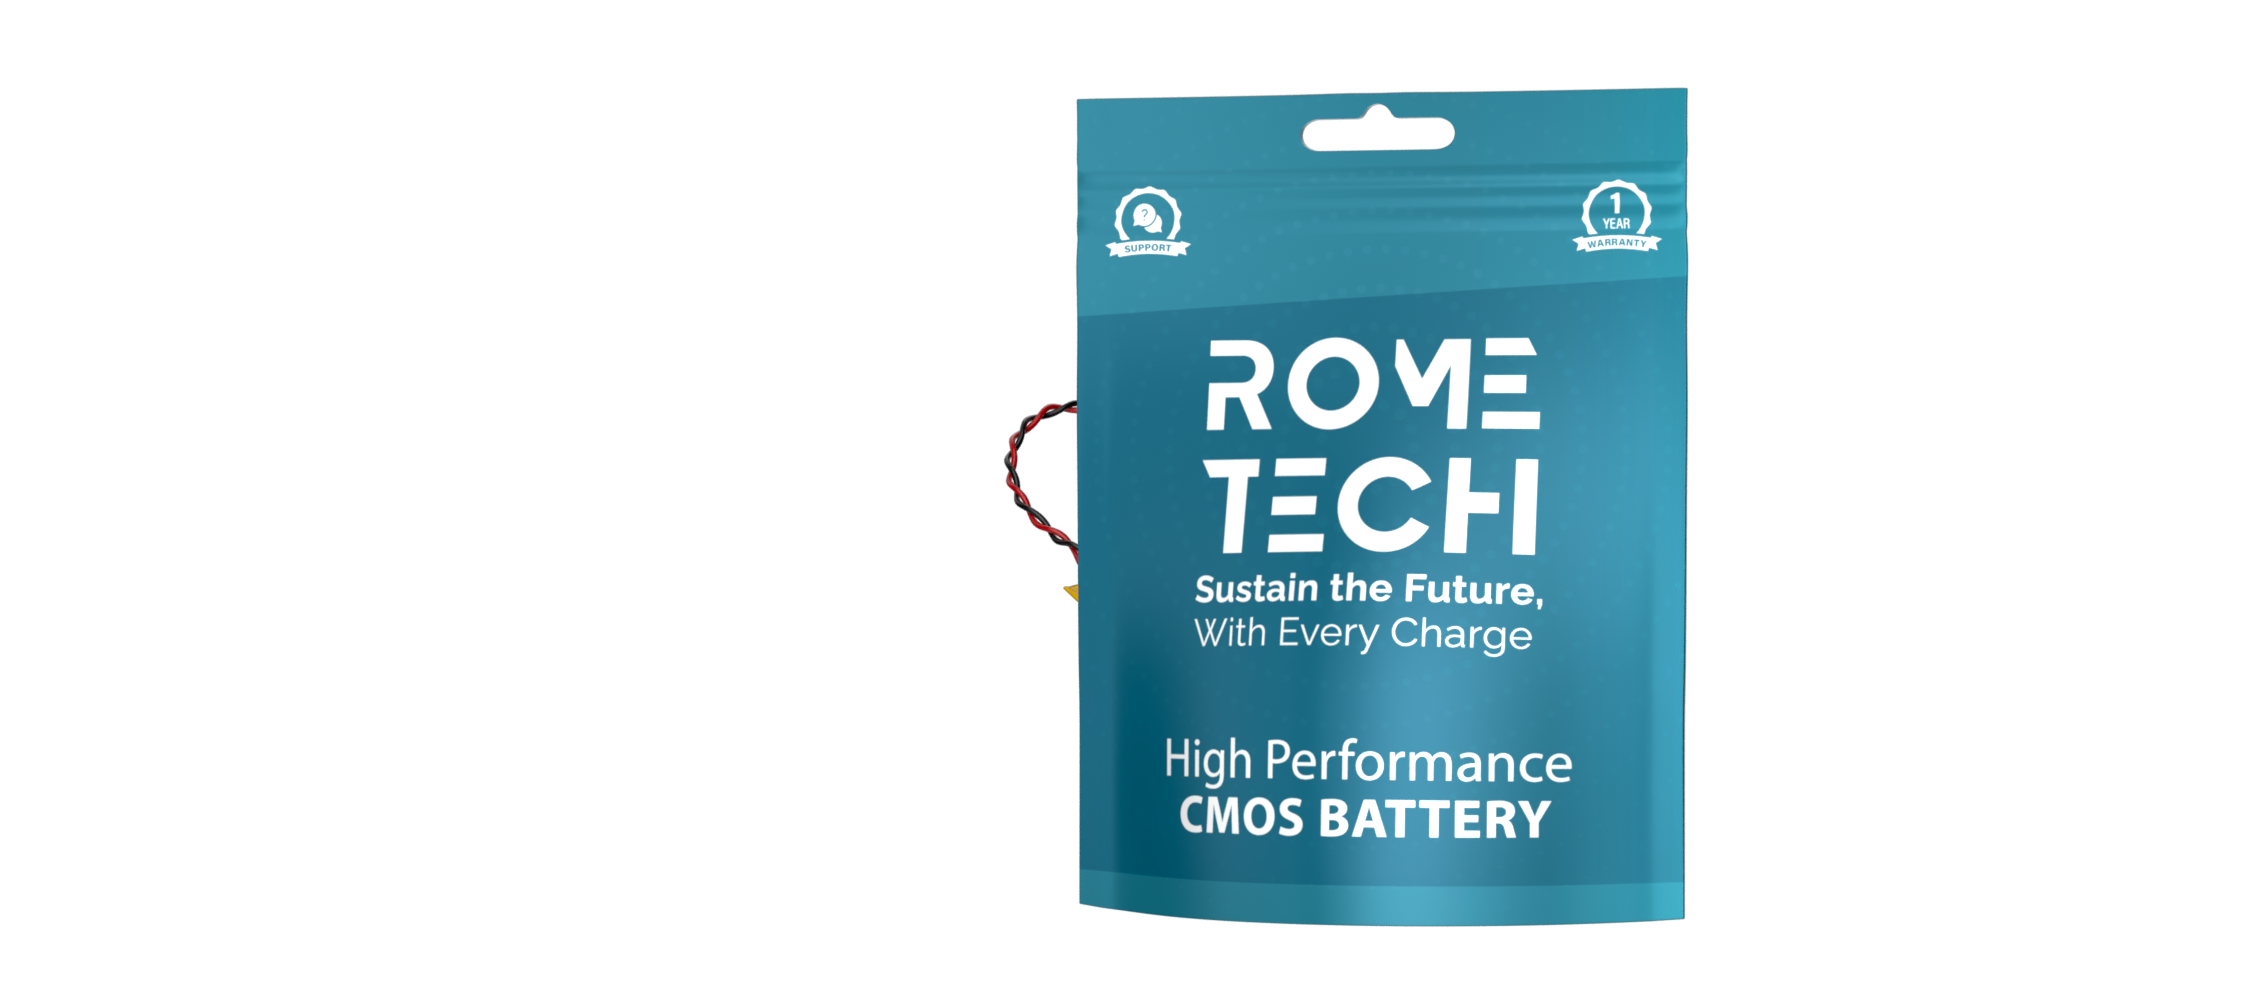 ?
SUPPORT
1
YEAR
WARRANTY
ROME
TECH
Sustain the Future,
With Every Charge
High Performance
CMOS BATTERY